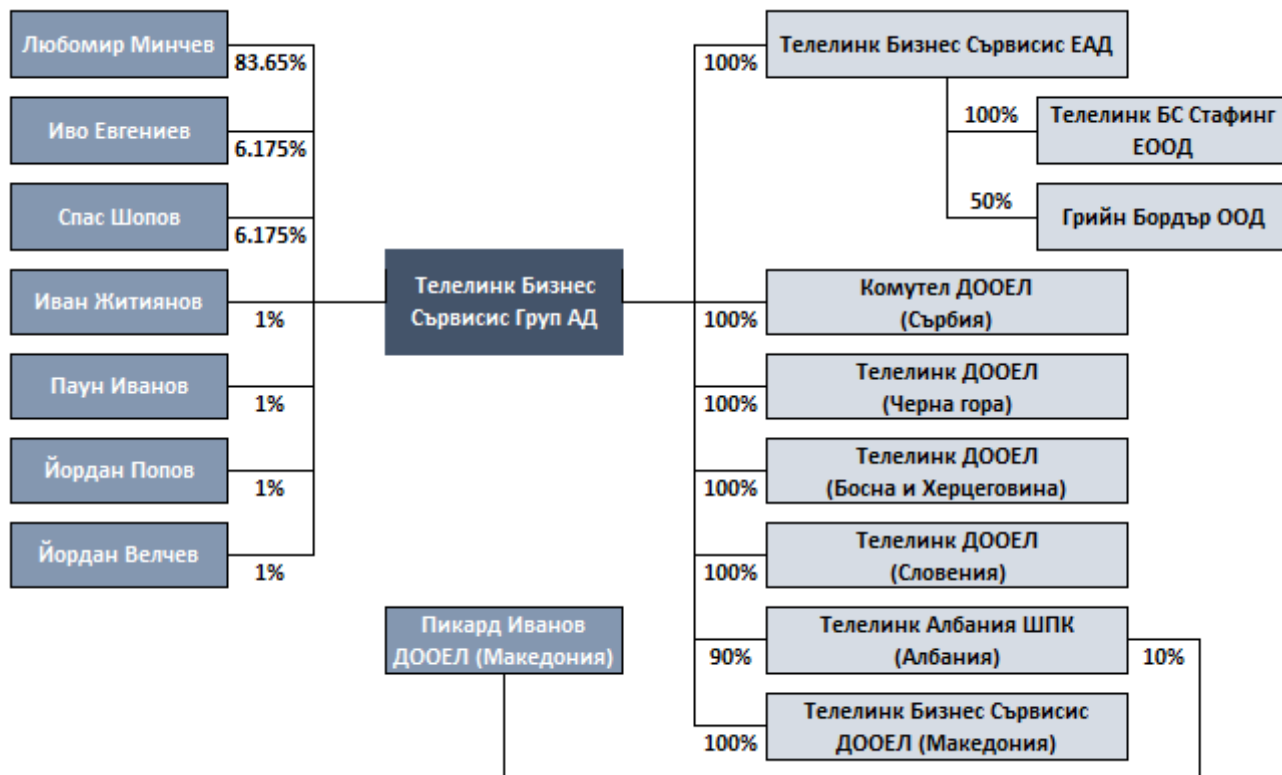 Любомир Минчев
83.65%
Иво Евгениев
6.175%
Спас Шопов
6.175%
Иван Житиянов
1%
Паун Иванов
1%
Йордан Попов
1%
Йордан Велчев
1%
Телелинк Бизнес
Сървисис Груп АД
Пикард Иванов
ДООЕЛ (Македония)
100%
Телелинк Бизнес Сървисис ЕАД
100%
Телелинк БС Стафинг
ЕООД
50%
Грийн Бордър ООД
100%
Комутел ДООЕЛ
(Сърбия)
100%
Телелинк ДООЕЛ
(Черна гора)
100%
Телелинк ДООЕЛ
(Босна и Херцеговина)
100%
Телелинк ДООЕЛ
(Словения)
90%
Телелинк Албания ШПК
(Албания)
10%
100%
Телелинк Бизнес Сървисис
ДООЕЛ (Македония)